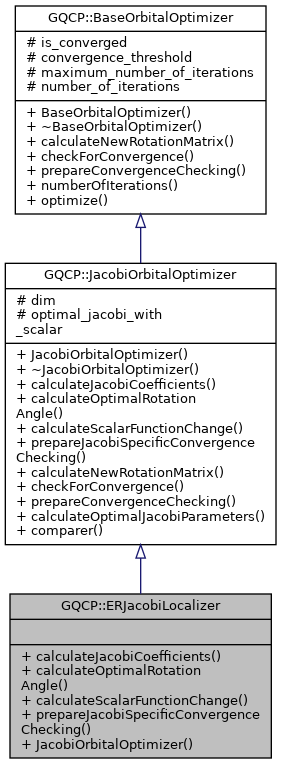 GQCP::BaseOrbitalOptimizer
# is_converged
# convergence_threshold
# maximum_number_of_iterations
# number_of_iterations
+ BaseOrbitalOptimizer()
+ ~BaseOrbitalOptimizer()
+ calculateNewRotationMatrix()
+ checkForConvergence()
+ prepareConvergenceChecking()
+ numberOfIterations()
+ optimize()
GQCP::JacobiOrbitalOptimizer
# dim
# optimal_jacobi_with
_scalar
+ JacobiOrbitalOptimizer()
+ ~JacobiOrbitalOptimizer()
+ calculateJacobiCoefficients()
+ calculateOptimalRotation
Angle()
+ calculateScalarFunctionChange()
+ prepareJacobiSpecificConvergence
Checking()
+ calculateNewRotationMatrix()
+ checkForConvergence()
+ prepareConvergenceChecking()
+ calculateOptimalJacobiParameters()
+ comparer()
GQCP::ERJacobiLocalizer
+ calculateJacobiCoefficients()
+ calculateOptimalRotation
Angle()
+ calculateScalarFunctionChange()
+ prepareJacobiSpecificConvergence
Checking()
+ JacobiOrbitalOptimizer()